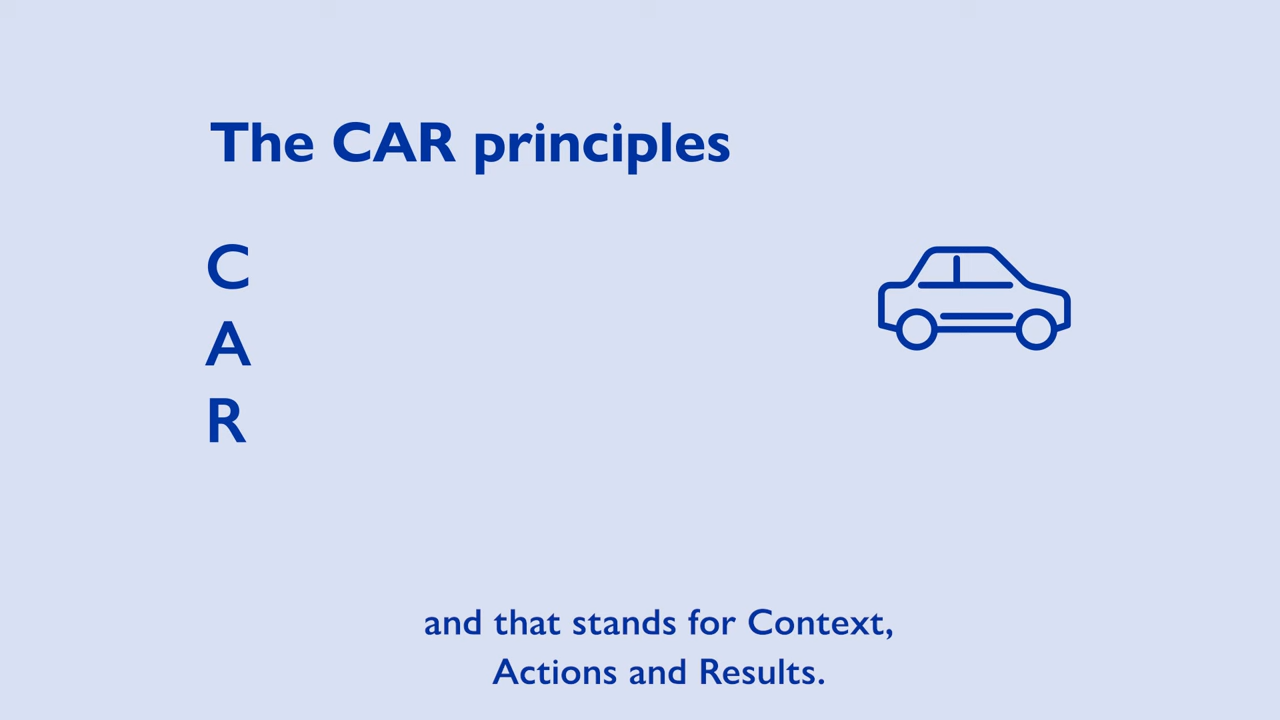 The CAR principles
C
A
R
and that stands for Context,
Actions and Results.